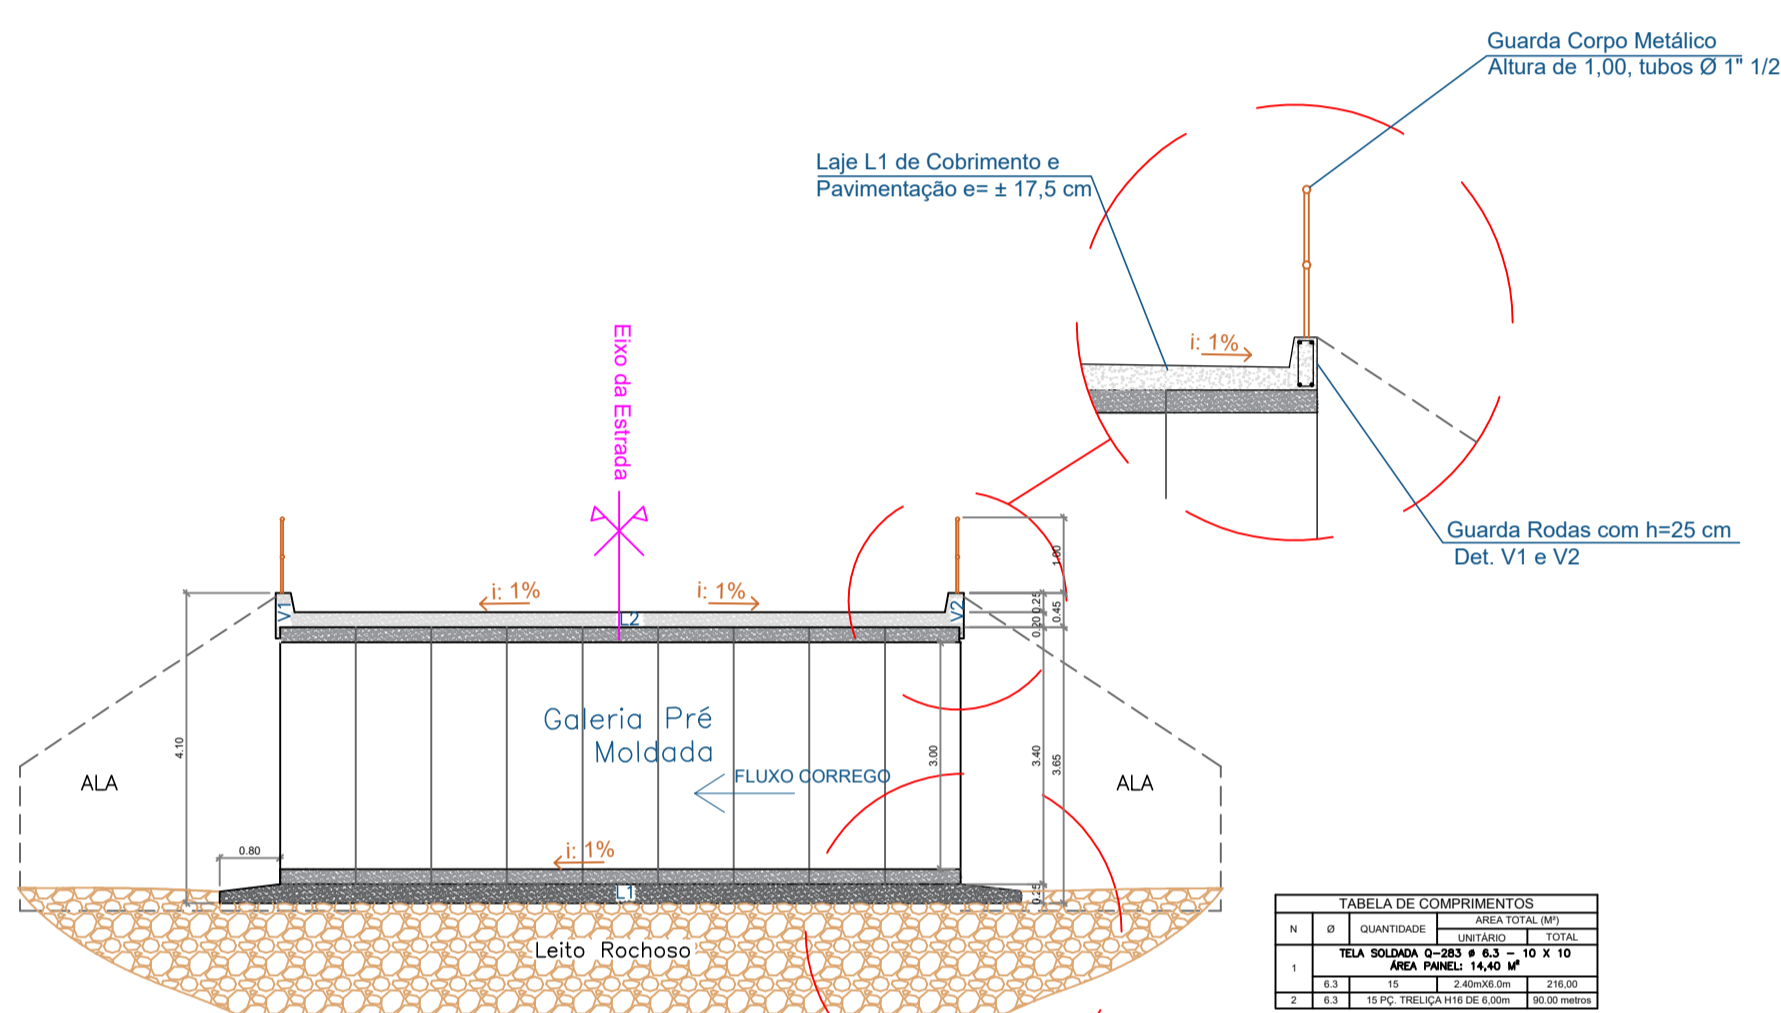 Guarda Corpo Metálico
Altura de 1,00, tubos Ø 1" 1/2
Laje L1 de Cobrimento e
Pavimentação e= ± 17,5 cm
i: 1%
Eixo da Estrada
Guarda Rodas com h=25 cm
Det. V1 e V2
1.00
i: 1%
i: 1%
V1
L2
V2
0.25
0.20
0.45
4.10
Galeria Pré
Moldada
3.00
3.40
3.65
FLUXO CORREGO
ALA
ALA
0.80
i: 1%
L1
0.25
Leito Rochoso
TABELA DE COMPRIMENTOS
N Ø QUANTIDADE AREA TOTAL (M²)
UNITÁRIO TOTAL
1 TELA SOLDADA Q-283 ø 6.3 - 10 X 10
ÁREA PAINEL: 14,40 M²
6.3 15 2.40mX6.0m 216,00
2 6.3 15 PÇ. TRELIÇA H16 DE 6,00m 90.00 metros